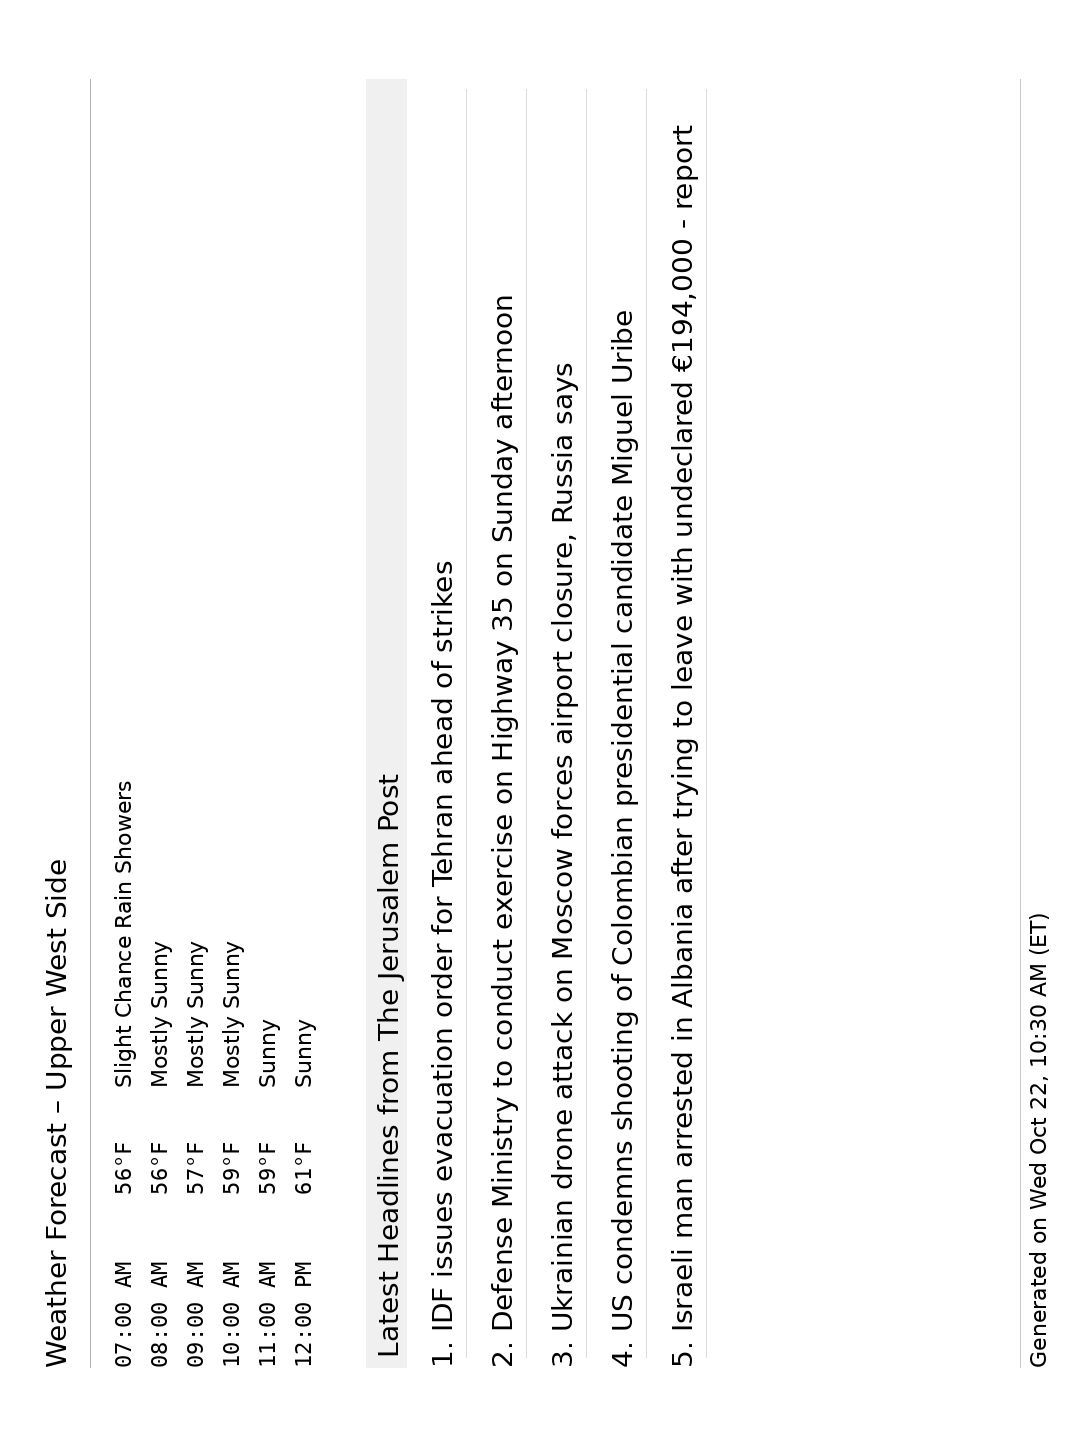 Weather Forecast – Upper West Side
07:00 AM 56°F Slight Chance Rain Showers
08:00 AM 56°F Mostly Sunny
09:00 AM 57°F Mostly Sunny
10:00 AM 59°F Mostly Sunny
11:00 AM 59°F Sunny
12:00 PM 61°F Sunny
Latest Headlines from The Jerusalem Post
1. IDF issues evacuation order for Tehran ahead of strikes
2. Defense Ministry to conduct exercise on Highway 35 on Sunday afternoon
3. Ukrainian drone attack on Moscow forces airport closure, Russia says
4. US condemns shooting of Colombian presidential candidate Miguel Uribe
5. Israeli man arrested in Albania after trying to leave with undeclared €194,000 - report
Generated on Wed Oct 22, 10:30 AM (ET)